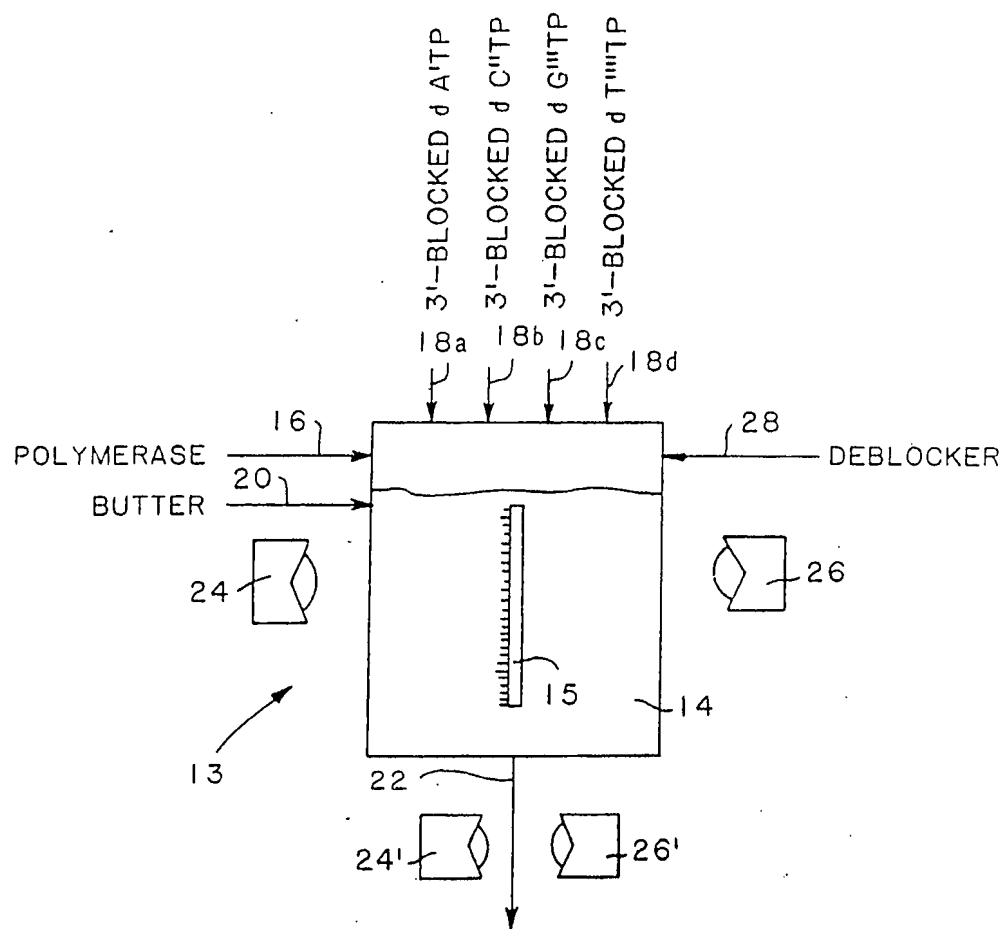 3'-BLOCKED d A'TP
3'-BLOCKED d C"TP
3'-BLOCKED d G'''TP
3'-BLOCKED d T''''TP
18a
18b
18c
18d
16
POLYMERASE
28
DEBLOCKER
20
BUTTER
24
26
15
14
13
22
24'
26'